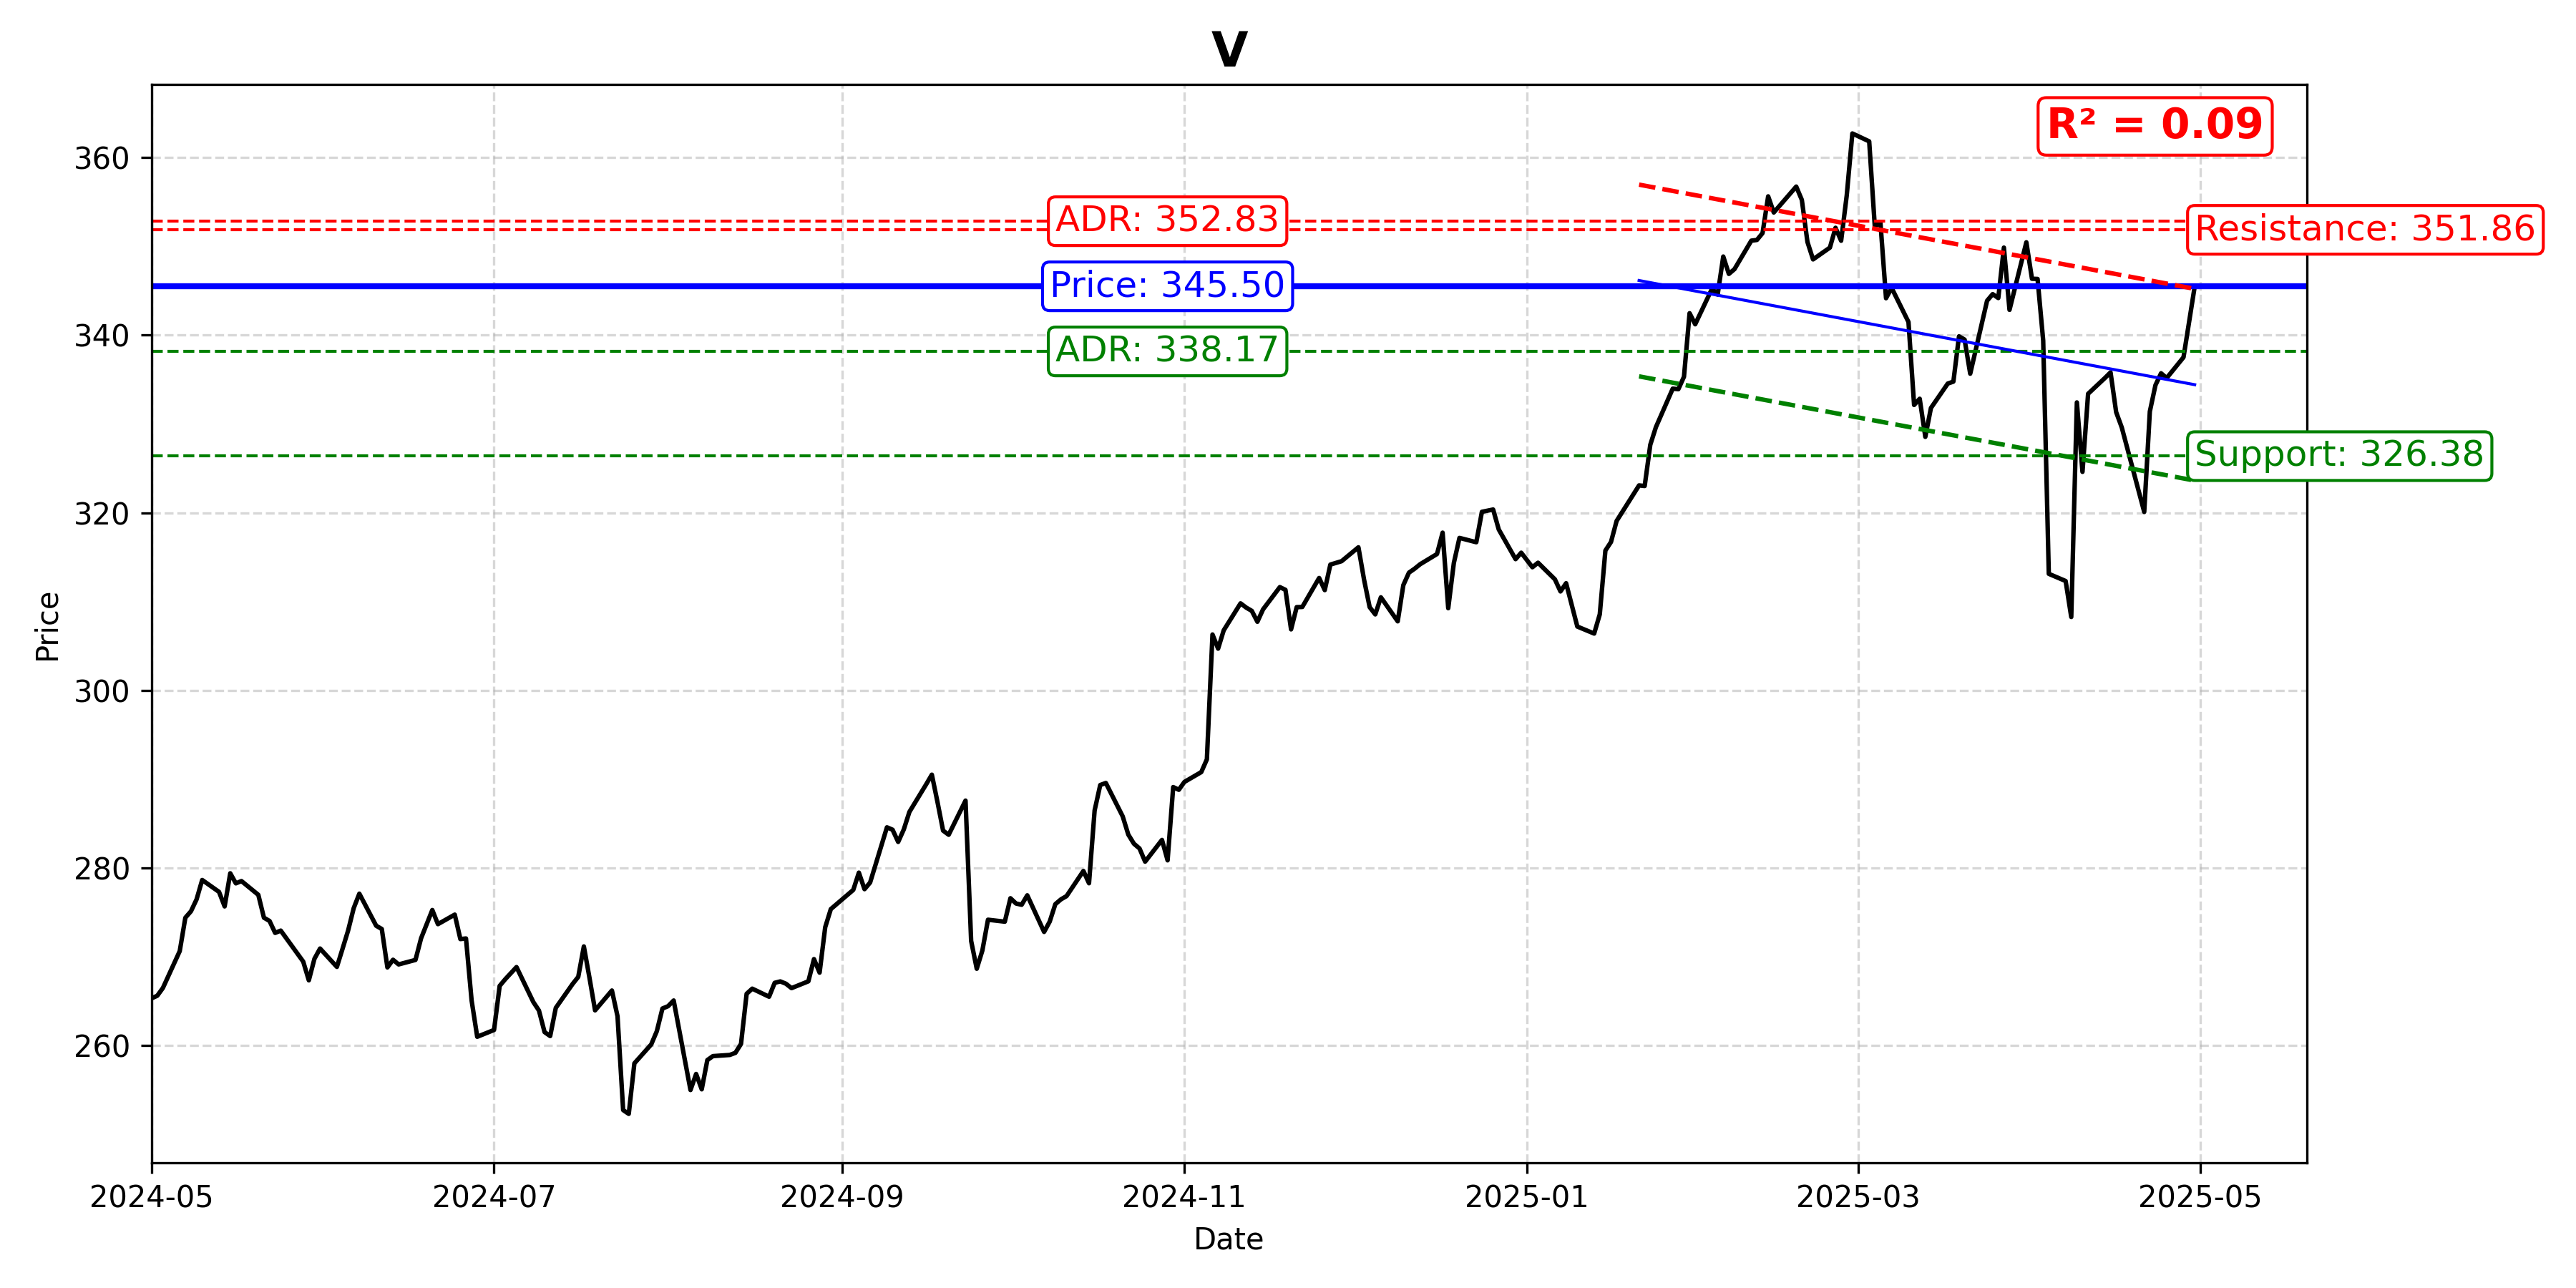 V
R² = 0.09
360
340
320
300
280
260
Price
ADR: 352.83
Resistance: 351.86
Price: 345.50
ADR: 338.17
Support: 326.38
2024-05
2024-07
2024-09
2024-11
2025-01
2025-03
2025-05
Date